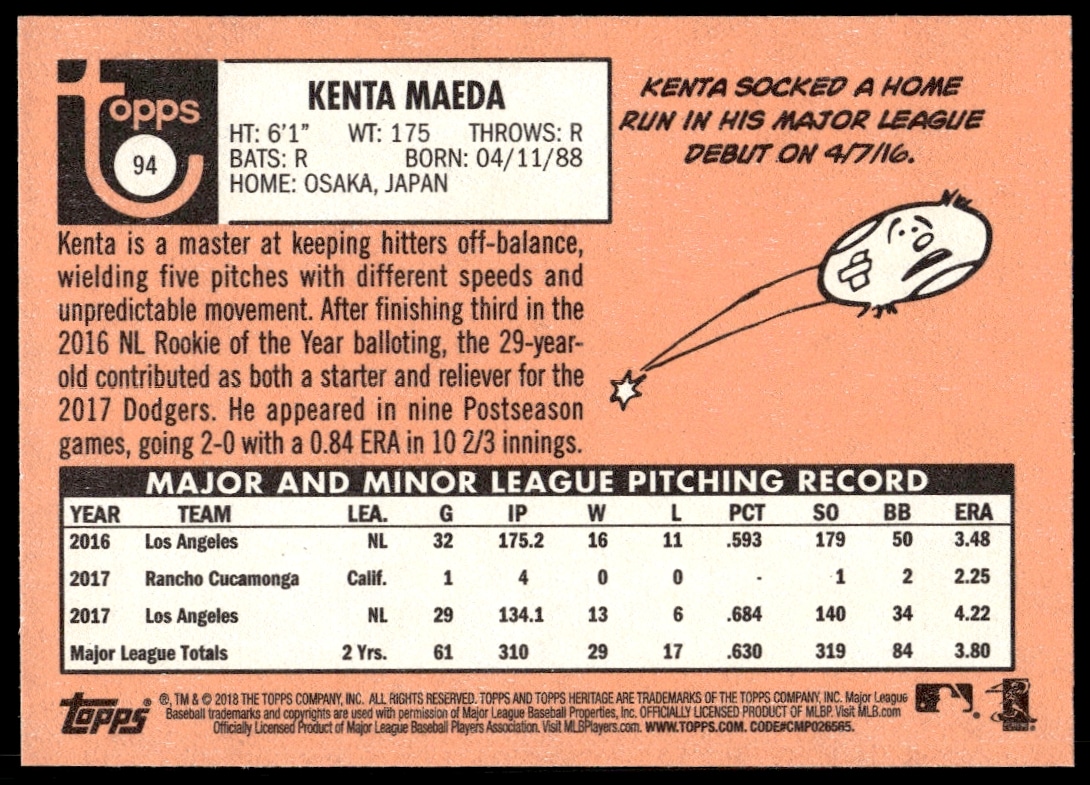 topps
94
KENTA MAEDA
HT: 6'1" WT: 175 THROWS: R
BATS: R BORN: 04/11/88
HOME: OSAKA, JAPAN
KENTA SOCKED A HOME
RUN IN HIS MAJOR LEAGUE
DEBUT ON 4/7/16.
Kenta is a master at keeping hitters off-balance,
wielding five pitches with different speeds and
unpredictable movement. After finishing third in the
2016 NL Rookie of the Year balloting, the 29-year-
old contributed as both a starter and reliever for the
2017 Dodgers. He appeared in nine Postseason
games, going 2-0 with a 0.84 ERA in 10 2/3 innings.
MAJOR AND MINOR LEAGUE PITCHING RECORD
YEAR TEAM LEA. G IP W L PCT SO BB ERA
2016 Los Angeles NL 32 175.2 16 11 .593 179 50 3.48
2017 Rancho Cucamonga Calif. 1 4 0 0 - 1 2 2.25
2017 Los Angeles NL 29 134.1 13 6 .684 140 34 4.22
Major League Totals 2 Yrs. 61 310 29 17 .630 319 84 3.80
topps ®, TM & © 2018 THE TOPPS COMPANY, INC. ALL RIGHTS RESERVED. TOPPS AND TOPPS HERITAGE ARE TRADEMARKS OF THE TOPPS COMPANY, INC. Major League
Baseball trademarks and copyrights are used with permission of Major League Baseball Properties, Inc. OFFICIALLY LICENSED PRODUCT OF MLBP. Visit MLB.com
Officially Licensed Product of Major League Baseball Players Association. Visit MLBPlayers.com. WWW.TOPPS.COM. CODE#CMP026565.